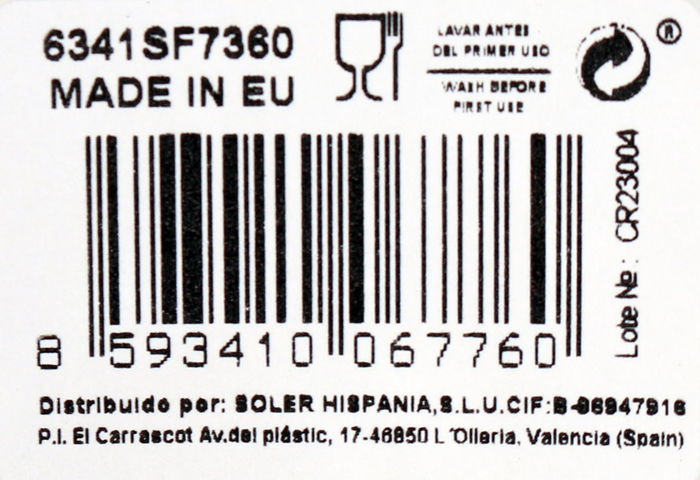 6341SF7360
MADE IN EU
LAVAR ANTES
DEL PRIMER USO
WASH BEFORE
FIRST USE
®
Lote Nº: CR23004
8 593410 067760
Distribuido por: SOLER HISPANIA,S.L.U.CIF:B-96947916
P.I. El Carrascot Av.del plástic, 17-46850 L´Olleria, Valencia (Spain)